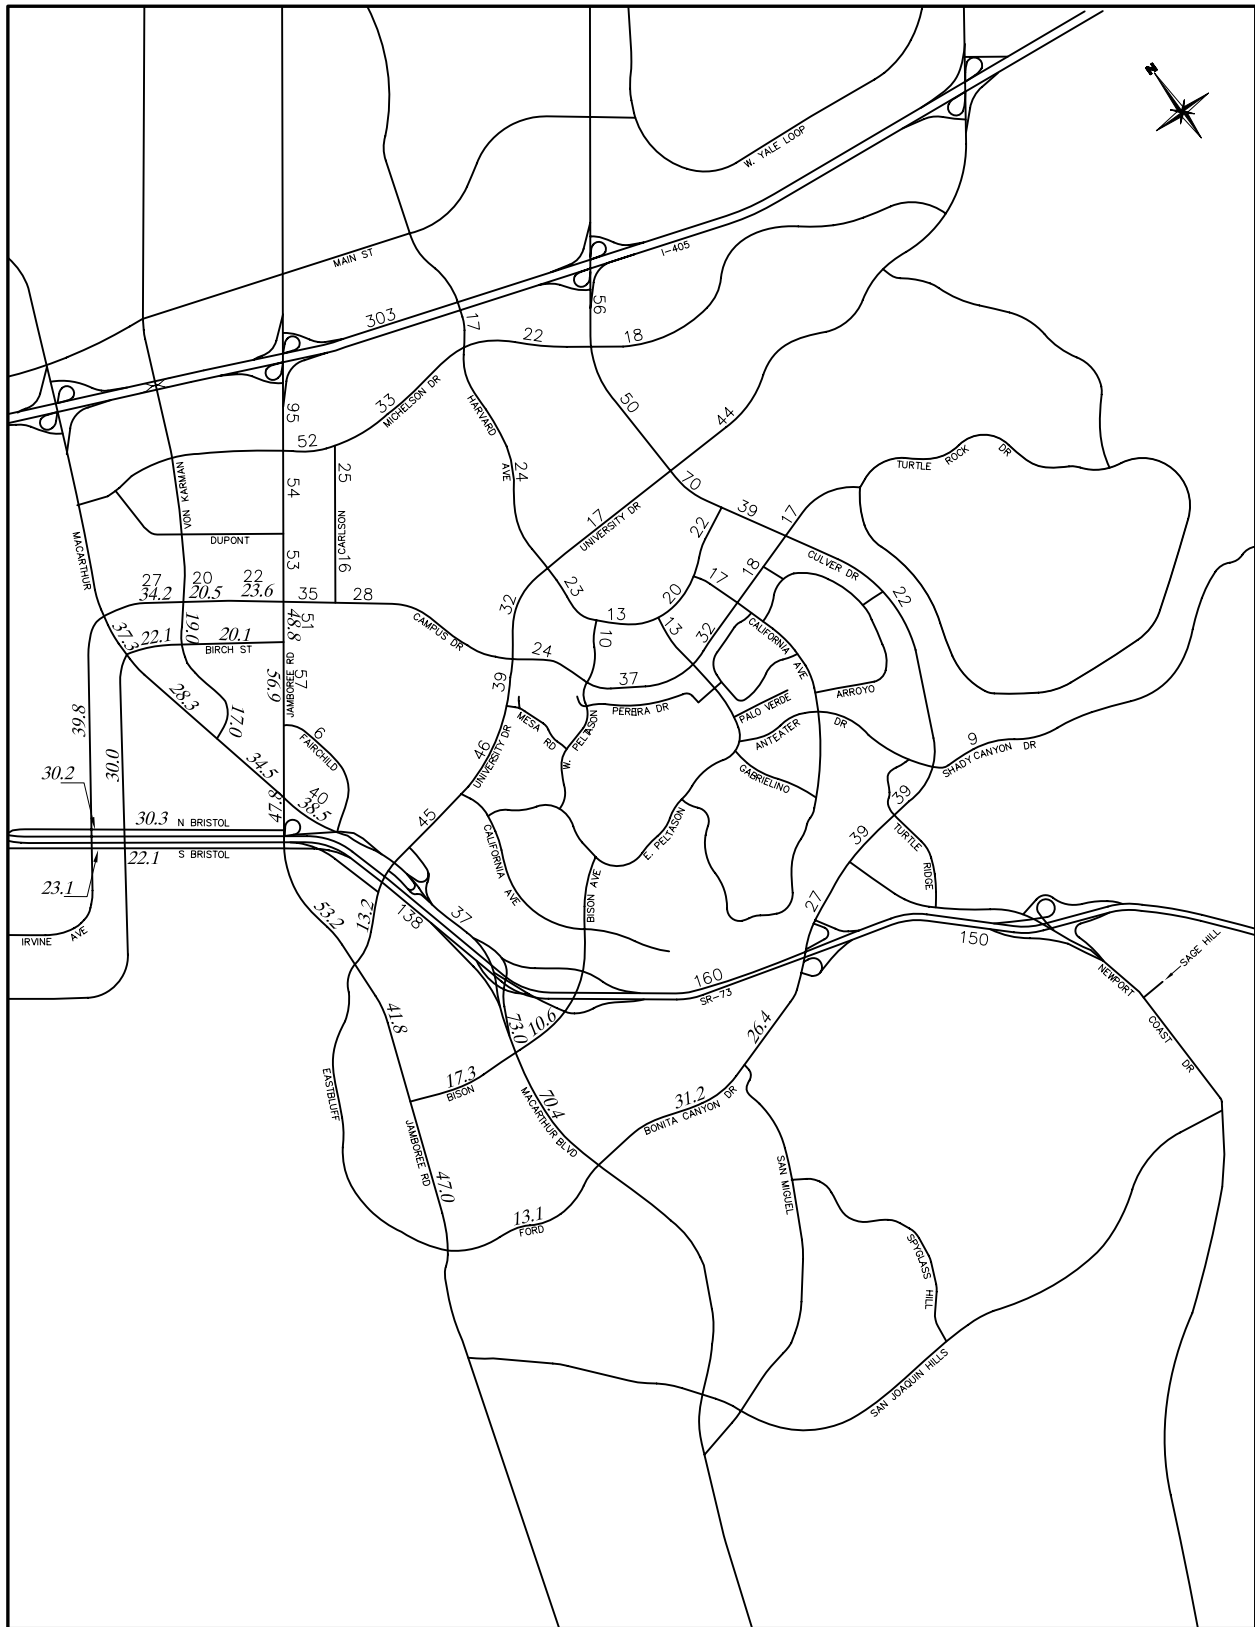 N
W. YALE LOOP
MAIN ST
I-405
303
56
17
22
18
33
MICHELSON DR
95
52
HARVARD
AVE
50
44
54
25
24
VON KARMAN
CARLSON
16
TURTLE
ROCK
DR
70
39
17
UNIVERSITY DR
17
22
MACARTHUR
DUPONT
53
CULVER DR
18
27
34.2
20
20.5
22
23.6
35
28
23
20
17
22
32
13
13
32
10
37.3
22.1
19.0
20.1
BIRCH ST
48.8
51
CAMPUS DR
24
CALIFORNIA
AVE
JAMBOREE RD
57
56.9
37
39
28.3
17.0
39.8
30.0
PERERA DR
PALO VERDE
ARROYO
MESA
RD
W. PELTASON
ANTEATER
DR
6
FAIRCHILD
46
UNIVERSITY DR
9
SHADY CANYON
DR
34.5
GABRIELINO
30.2
47.8
40
38.5
39
30.3
N BRISTOL
45
TURTLE
RIDGE
39
22.1
S BRISTOL
CALIFORNIA
AVE
E. PELTASON
23.1
53.2
13.2
138
37
BISON AVE
27
IRVINE
AVE
150
SAGE HILL
160
SR-73
NEWPORT
COAST
DR
41.8
73.0
10.6
26.4
EASTBLUFF
17.3
BISON
70.4
MACARTHUR BLVD
31.2
BONITA CANYON DR
JAMBOREE RD
47.0
SAN MIGUEL
13.1
FORD
SPYGLASS
HILL
SAN JOAQUIN HILLS